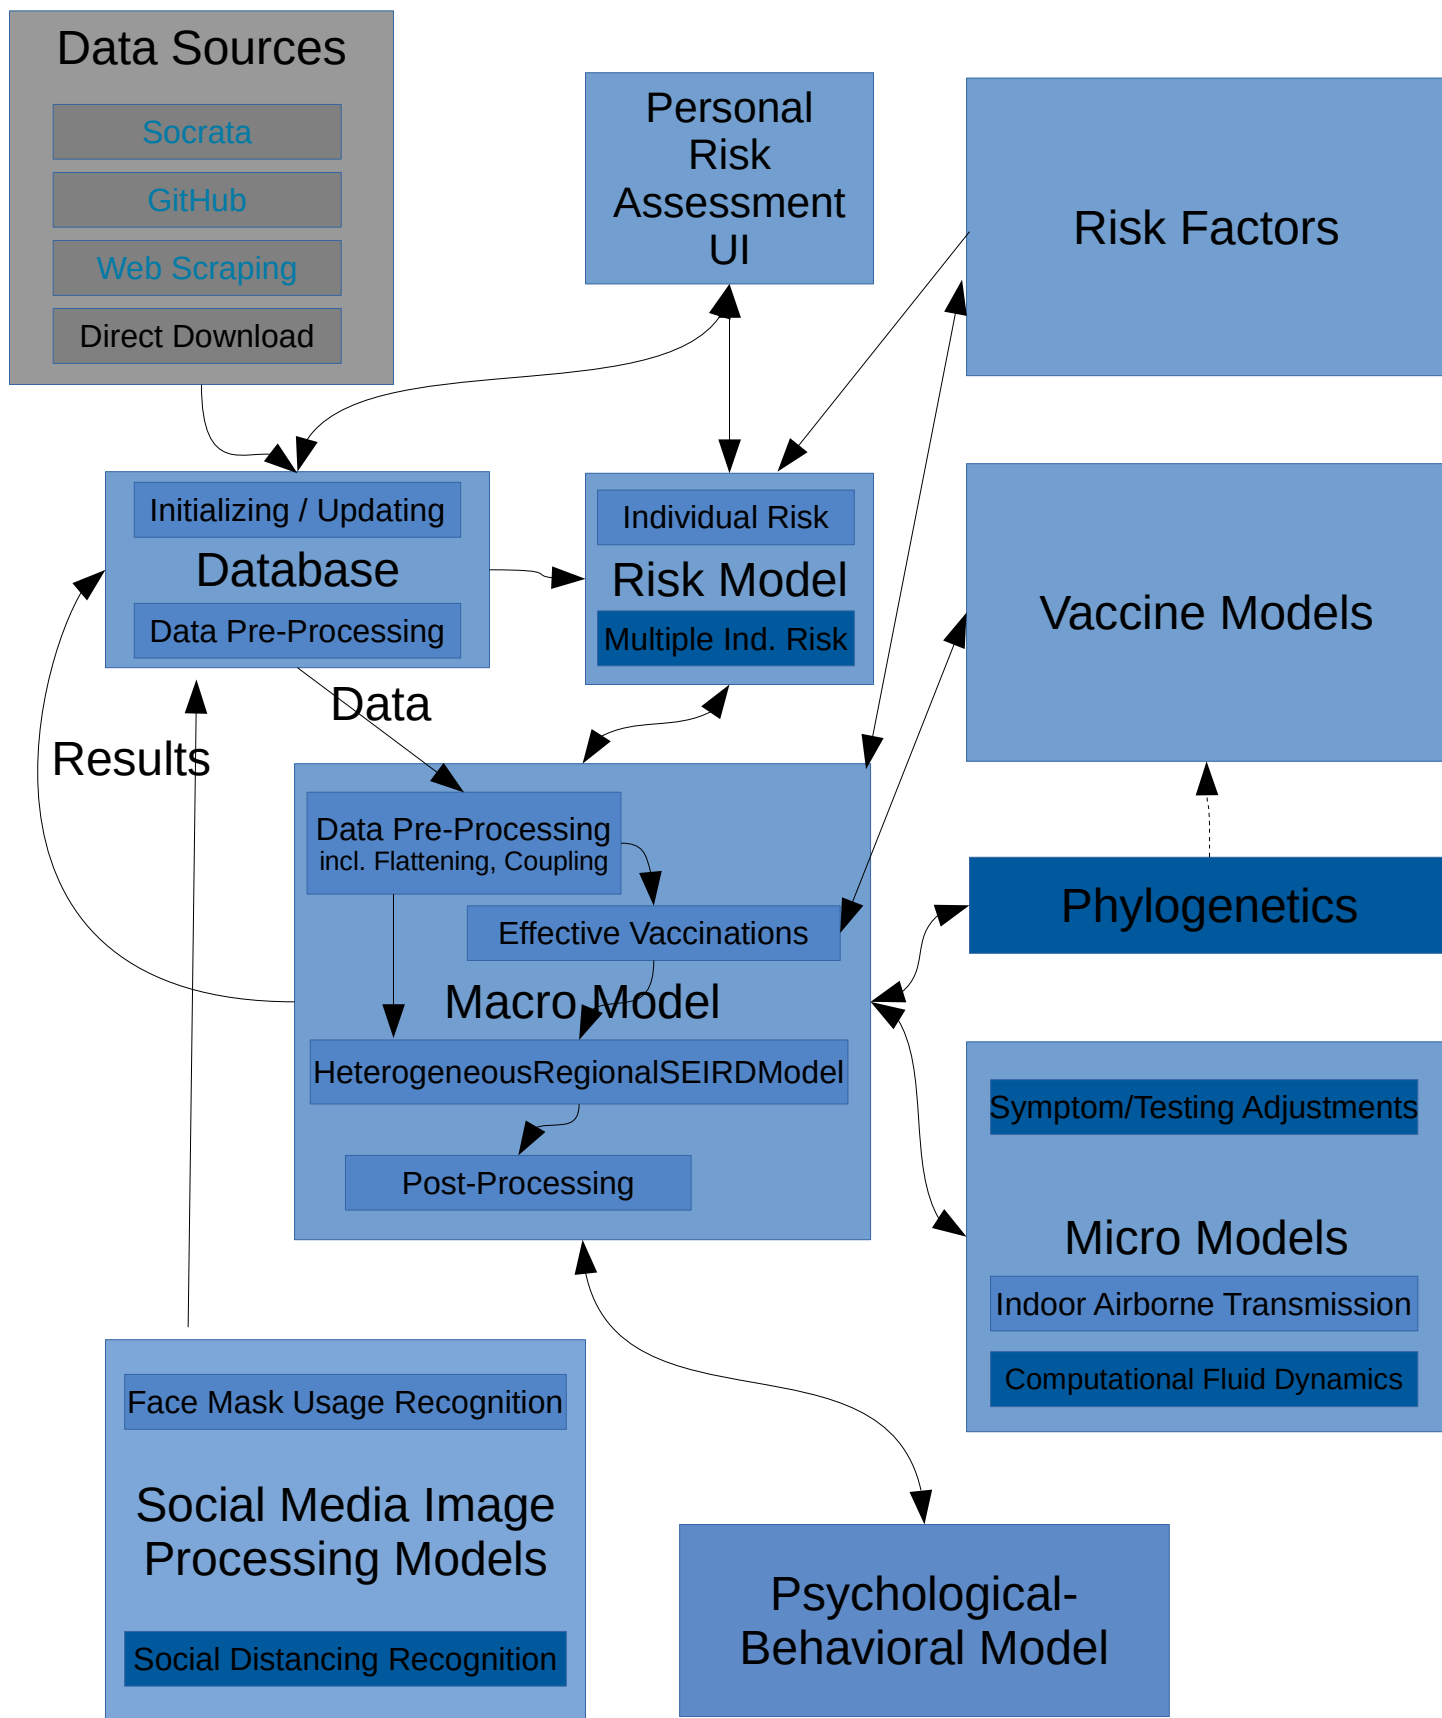 Data Sources
Socrata
GitHub
Web Scraping
Direct Download
Personal
Risk
Assessment
UI
Risk Factors
Initializing / Updating
Database
Data Pre-Processing
Individual Risk
Risk Model
Multiple Ind. Risk
Vaccine Models
Data
Results
Data Pre-Processing
incl. Flattening, Coupling
Effective Vaccinations
Macro Model
HeterogeneousRegionalSEIRDModel
Post-Processing
Phylogenetics
Symptom/Testing Adjustments
Micro Models
Indoor Airborne Transmission
Computational Fluid Dynamics
Face Mask Usage Recognition
Social Media Image
Processing Models
Social Distancing Recognition
Psychological-
Behavioral Model